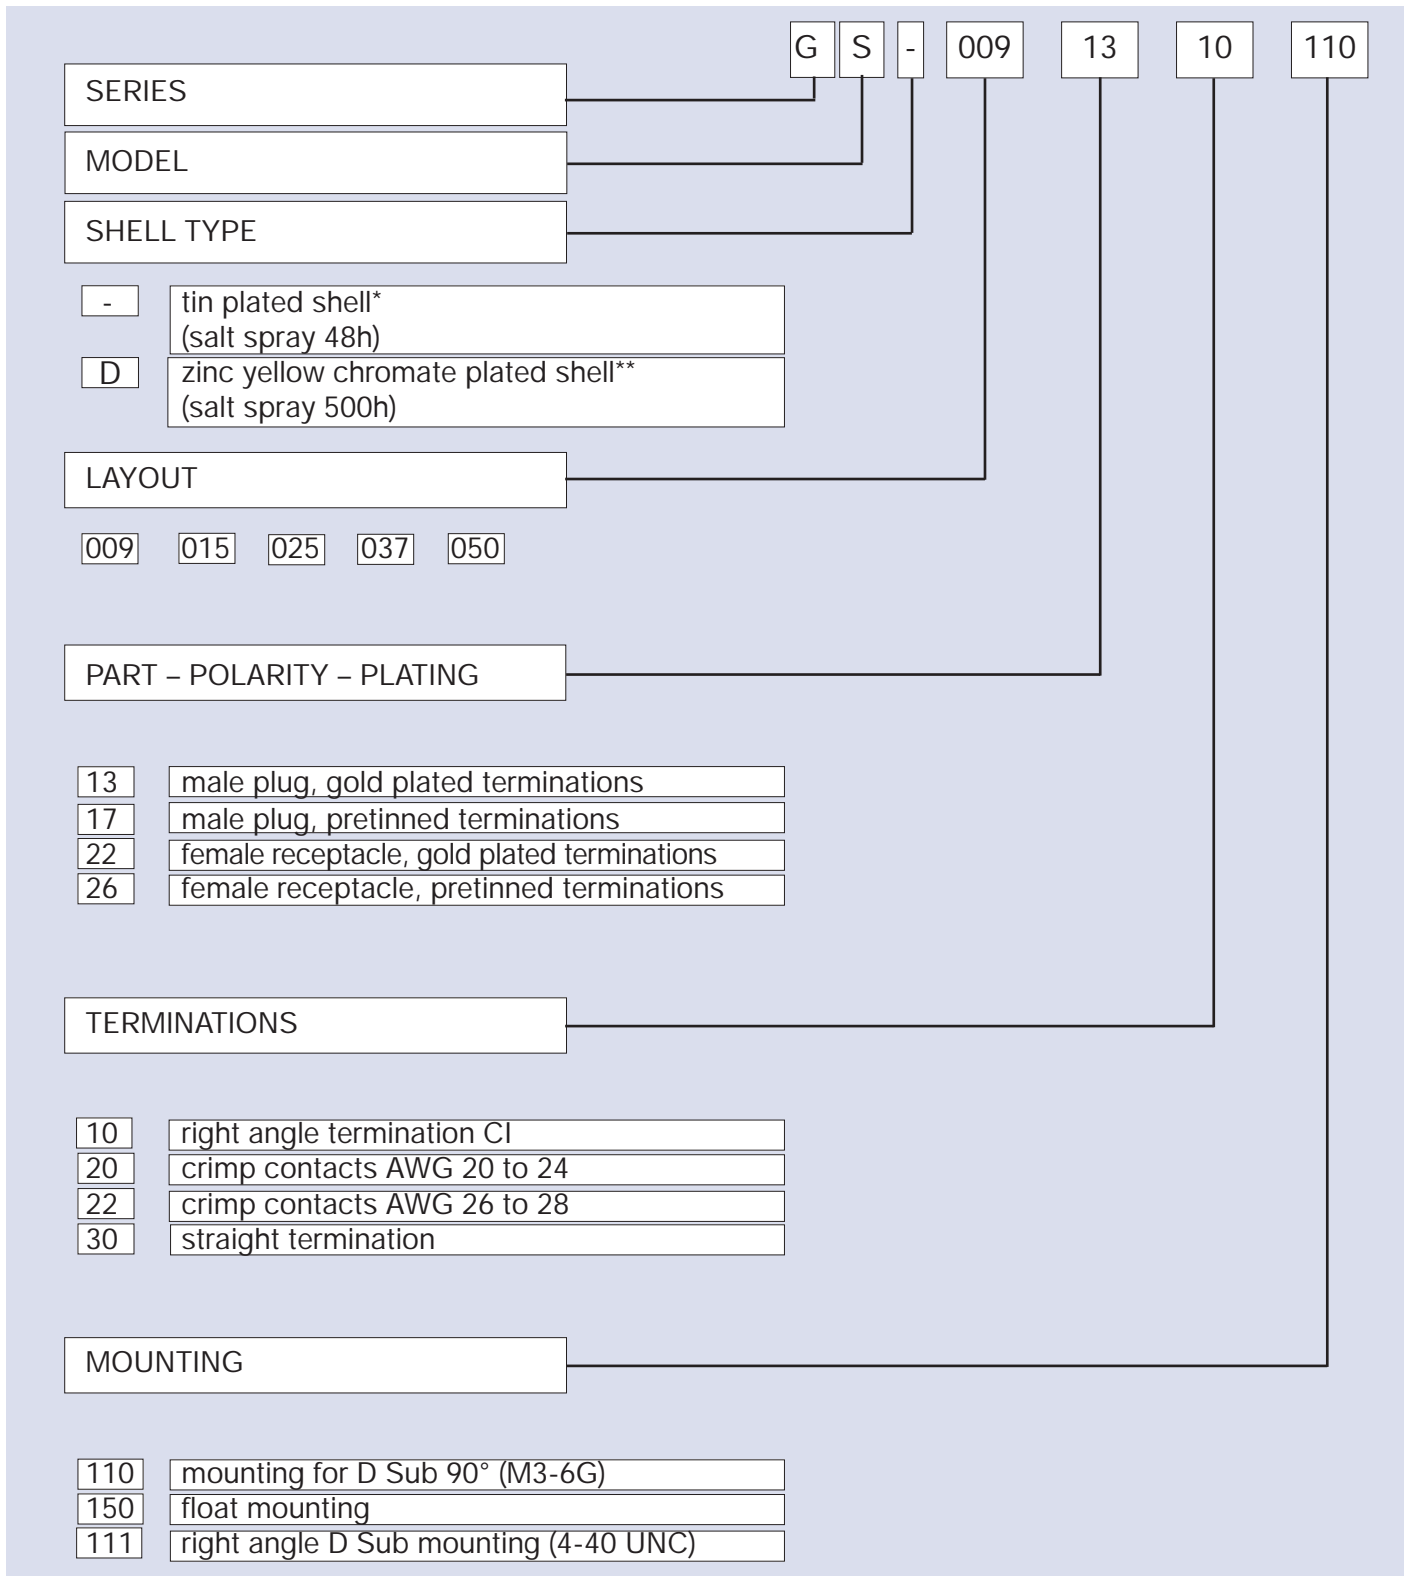 G S - 009 13 10 110
SERIES
MODEL
SHELL TYPE
- tin plated shell*
(salt spray 48h)
D zinc yellow chromate plated shell**
(salt spray 500h)
LAYOUT
009 015 025 037 050
PART – POLARITY – PLATING
13 male plug, gold plated terminations
17 male plug, pretinned terminations
22 female receptacle, gold plated terminations
26 female receptacle, pretinned terminations
TERMINATIONS
10 right angle termination CI
20 crimp contacts AWG 20 to 24
22 crimp contacts AWG 26 to 28
30 straight termination
MOUNTING
110 mounting for D Sub 90° (M3-6G)
150 float mounting
111 right angle D Sub mounting (4-40 UNC)